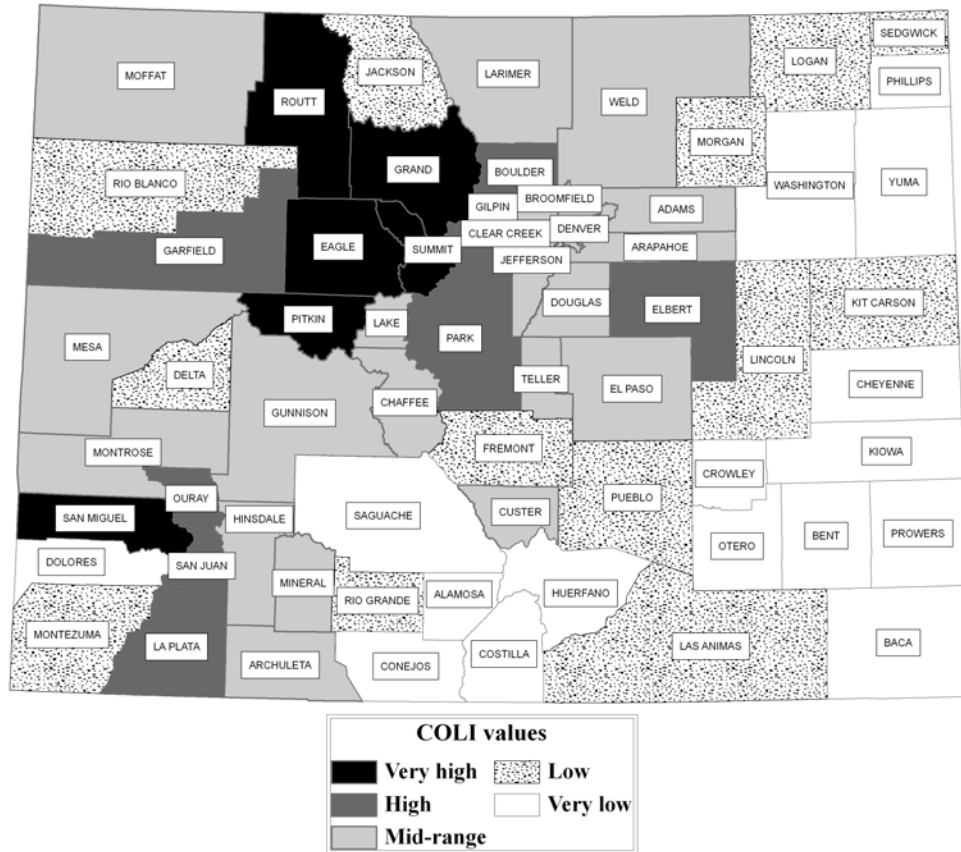 SEDGWICK
LOGAN
JACKSON
LARIMER
MOFFAT
PHILLIPS
ROUTT
WELD
MORGAN
GRAND
BOULDER
RIO BLANCO
WASHINGTON
YUMA
BROOMFIELD
GILPIN
ADAMS
DENVER
CLEAR CREEK
EAGLE
SUMMIT
ARAPAHOE
GARFIELD
JEFFERSON
DOUGLAS
KIT CARSON
ELBERT
PITKIN
LAKE
PARK
MESA
LINCOLN
DELTA
TELLER
CHEYENNE
EL PASO
CHAFFEE
GUNNISON
FREMONT
MONTROSE
KIOWA
CROWLEY
OURAY
PUEBLO
CUSTER
SAN MIGUEL
HINSDALE
SAGUACHE
BENT
PROWERS
OTERO
DOLORES
SAN JUAN
MINERAL
HUERFANO
ALAMOSA
RIO GRANDE
MONTEZUMA
LA PLATA
LAS ANIMAS
BACA
COSTILLA
ARCHULETA
CONEJOS
COLI values
Very high
Low
High
Very low
Mid-range